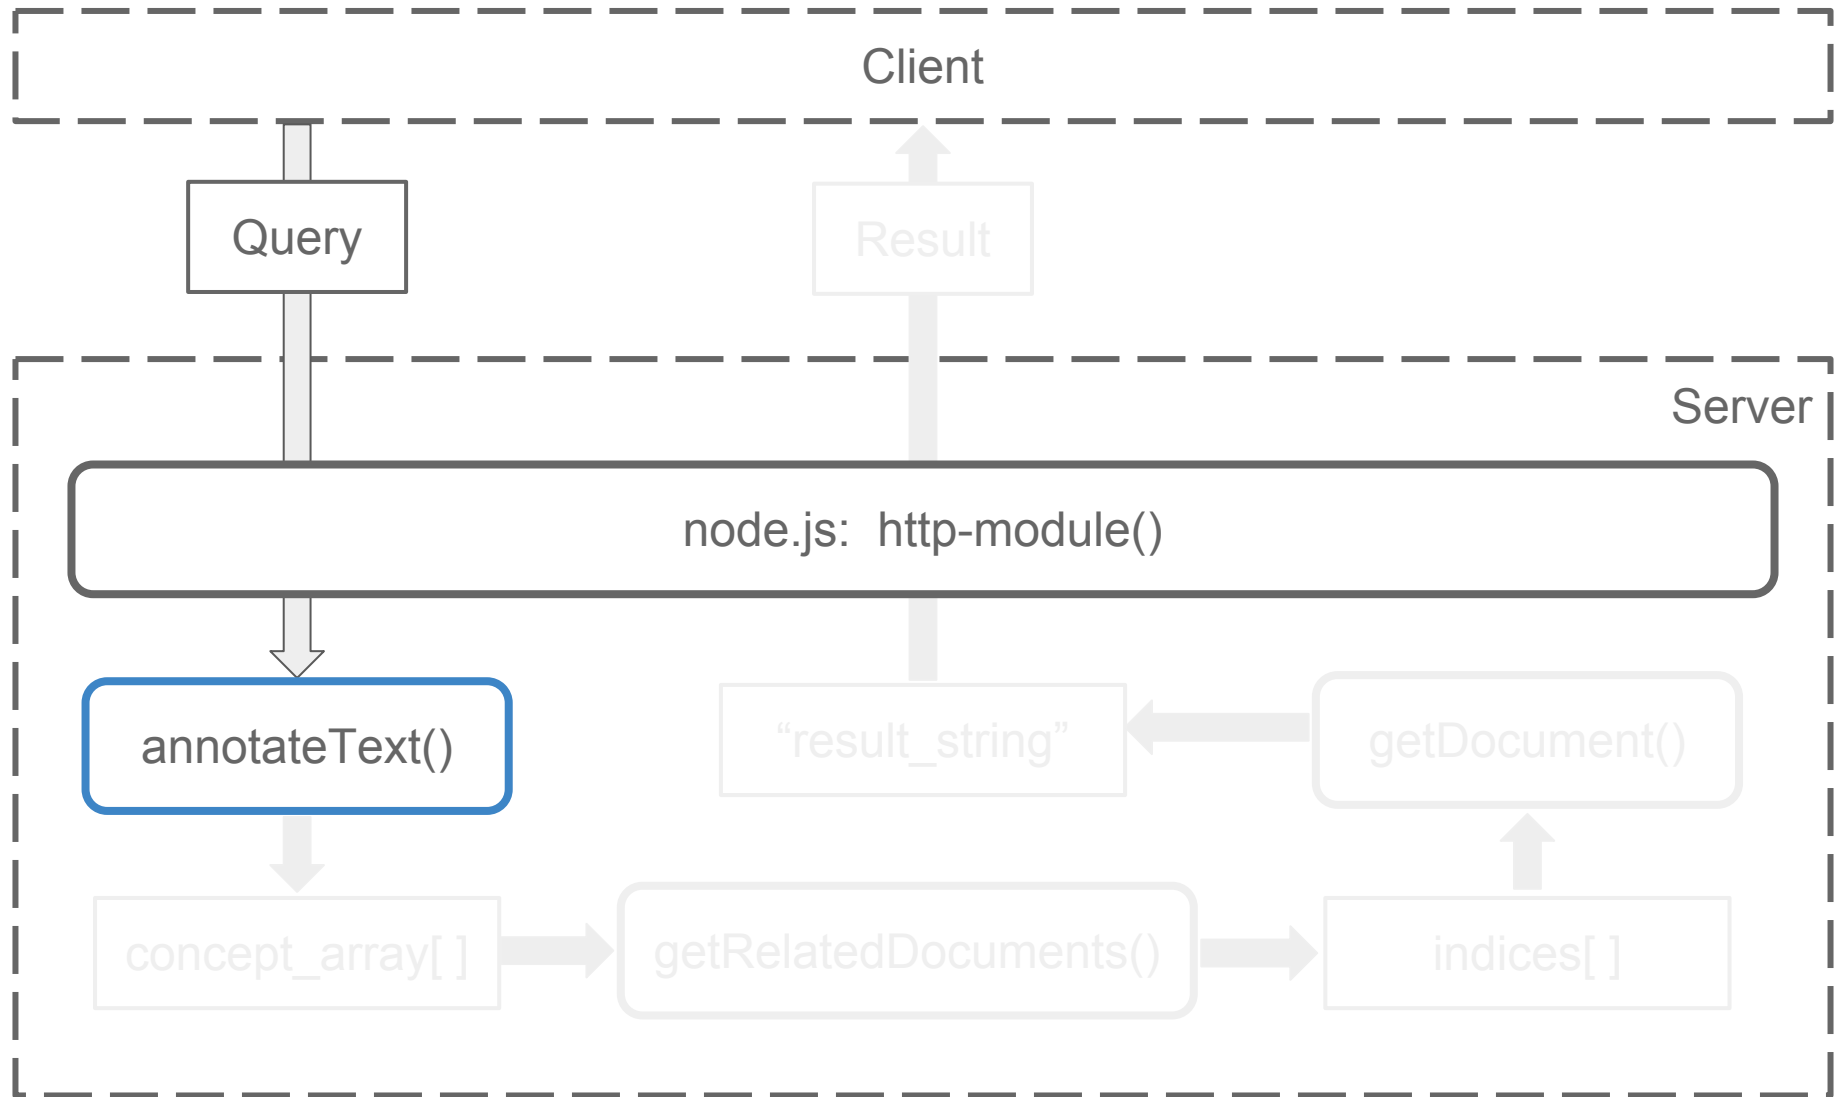 Client
Query
Result
Server
node.js:  http-module()
annotateText()
“result_string”
getDocument()
concept_array[ ]
getRelatedDocuments()
indices[ ]